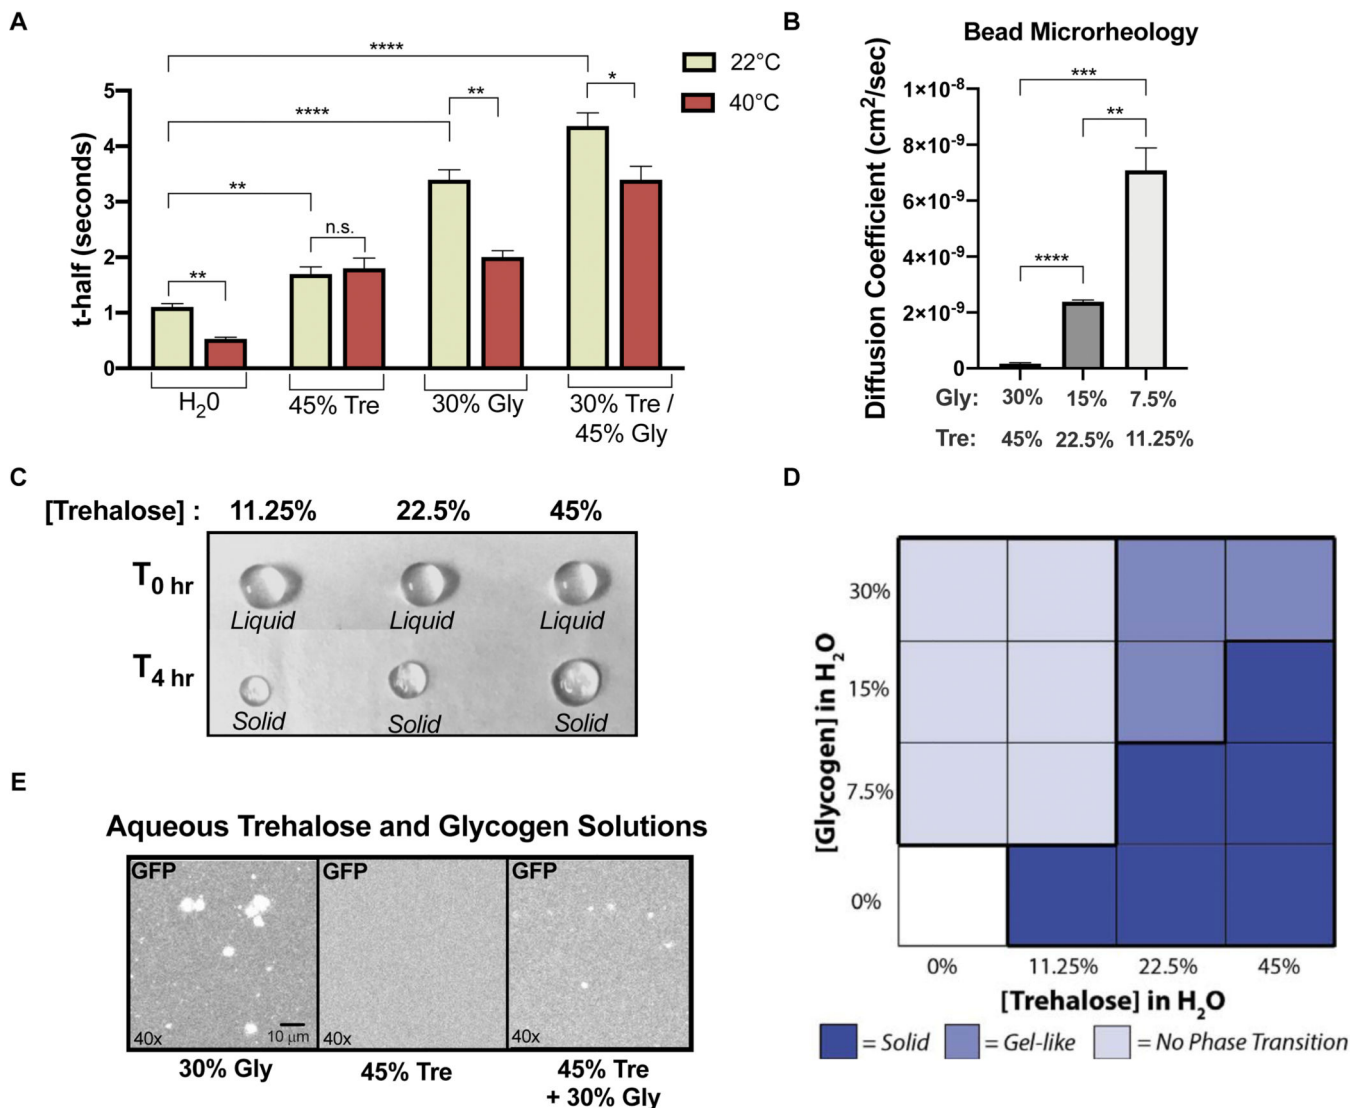 A
****
22°C
40°C
**
*
****
**
n.s.
**
t-half (seconds)
5
4
3
2
1
0
H₂0
45% Tre
30% Gly
30% Tre /
45% Gly
B
Bead Microrheology
***
**
****
Diffusion Coefficient (cm²/sec)
1×10⁻⁸
8×10⁻⁹
6×10⁻⁹
4×10⁻⁹
2×10⁻⁹
0
Gly: 30% 15% 7.5%
Tre: 45% 22.5% 11.25%
C
[Trehalose] : 11.25% 22.5% 45%
T0 hr
Liquid Liquid Liquid
T4 hr
Solid Solid Solid
D
[Glycogen] in H₂O
30%
15%
7.5%
0%
0% 11.25% 22.5% 45%
[Trehalose] in H₂O
= Solid = Gel-like = No Phase Transition
E
Aqueous Trehalose and Glycogen Solutions
GFP GFP GFP
40x 10 μm 40x 40x
30% Gly 45% Tre 45% Tre
+ 30% Gly